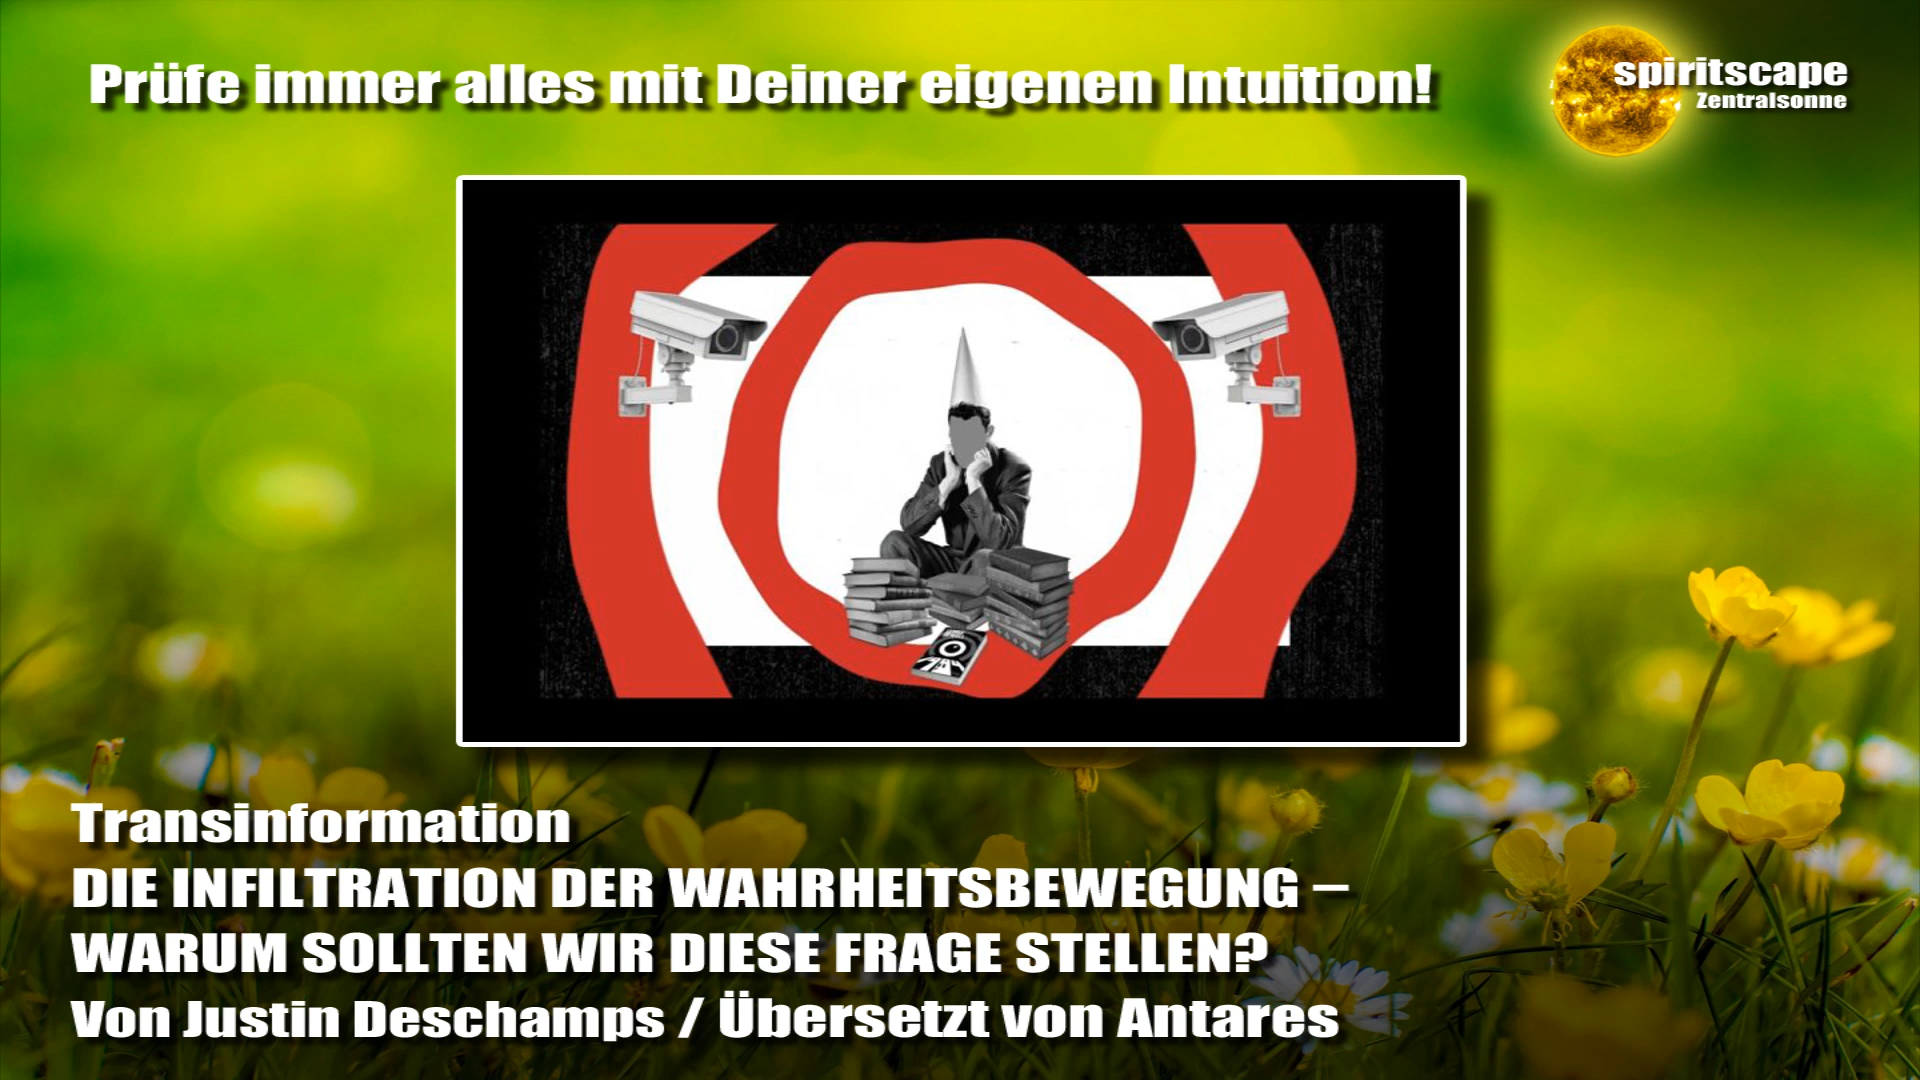 Prüfe immer alles mit Deiner eigenen Intuition!
spiritscape
Zentralsonne
Transinformation
DIE INFILTRATION DER WAHRHEITSBEWEGUNG –
WARUM SOLLTEN WIR DIESE FRAGE STELLEN?
Von Justin Deschamps / Übersetzt von Antares